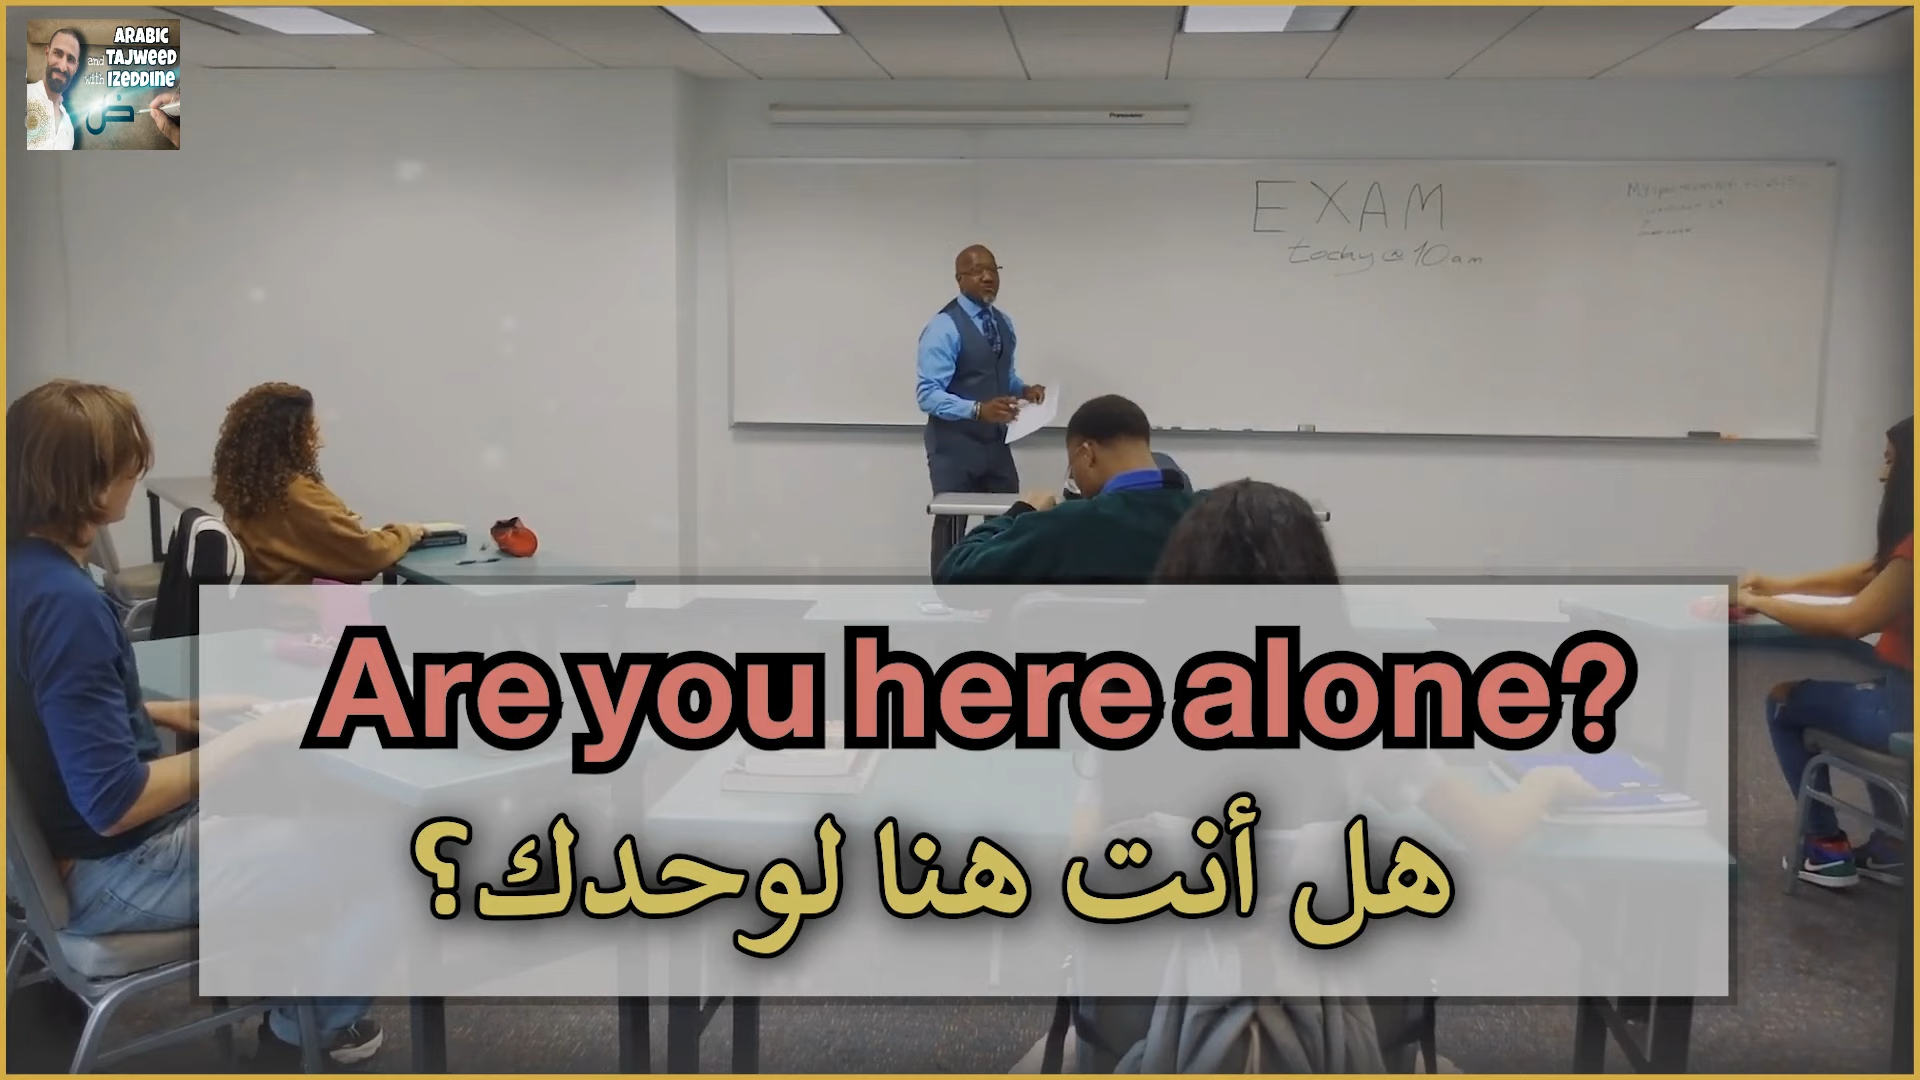 ARABIC
and TAJWEED
with IZEDDINE
ض
EXAM
today @ 10am
Are you here alone?
هل أنت هنا لوحدك؟